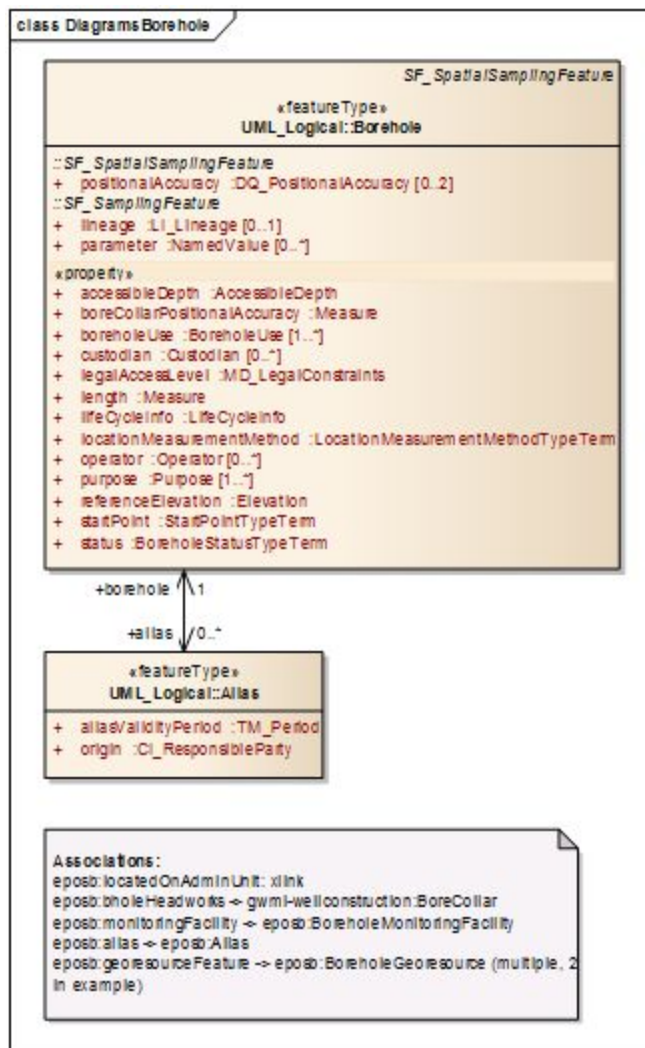 class DiagramsBorehole
SF_SpatialSamplingFeature
«featureType»
UML_Logical::Borehole
::SF_SpatialSamplingFeature
+ positionalAccuracy :DQ_PositionalAccuracy [0..2]
::SF_SamplingFeature
+ lineage :LI_Lineage [0..1]
+ parameter :NamedValue [0..*]
«property»
+ accessibleDepth :AccessibleDepth
+ boreCollarPositionalAccuracy :Measure
+ boreholeUse :BoreholeUse [1..*]
+ custodian :Custodian [0..*]
+ legalAccessLevel :MD_LegalConstraints
+ length :Measure
+ lifeCycleInfo :LifeCycleInfo
+ locationMeasurementMethod :LocationMeasurementMethodTypeTerm
+ operator :Operator [0..*]
+ purpose :Purpose [1..*]
+ referenceElevation :Elevation
+ startPoint :StartPointTypeTerm
+ status :BoreholeStatusTypeTerm
+borehole 1
+alias 0..*
«featureType»
UML_Logical::Alias
+ aliasValidityPeriod :TM_Period
+ origin :CI_ResponsibleParty
Associations:
eposb:locatedOnAdminUnit: xlink
eposb:bholeHeadworks <- gwml-wellconstruction:BoreCollar
eposb:monitoringFacility <- eposb:BoreholeMonitoringFacility
eposb:alias <- eposb:Alias
eposb:georesourceFeature -> eposb:BoreholeGeoresource (multiple, 2
in example)